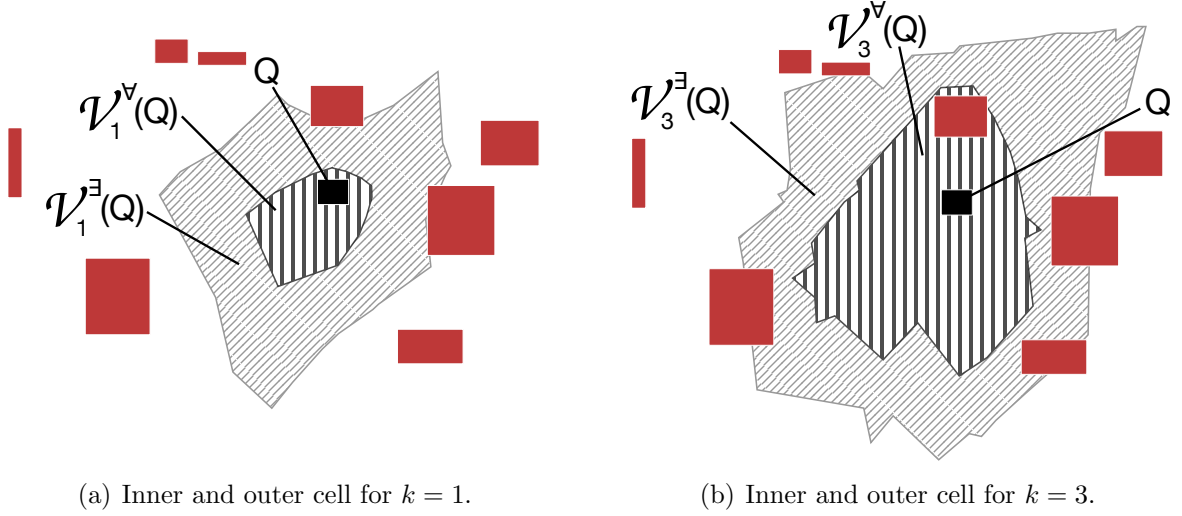 Q
𝒱₁^∀(Q)
𝒱₁^∃(Q)
(a) Inner and outer cell for k = 1.
𝒱₃^∀(Q)
𝒱₃^∃(Q)
Q
(b) Inner and outer cell for k = 3.